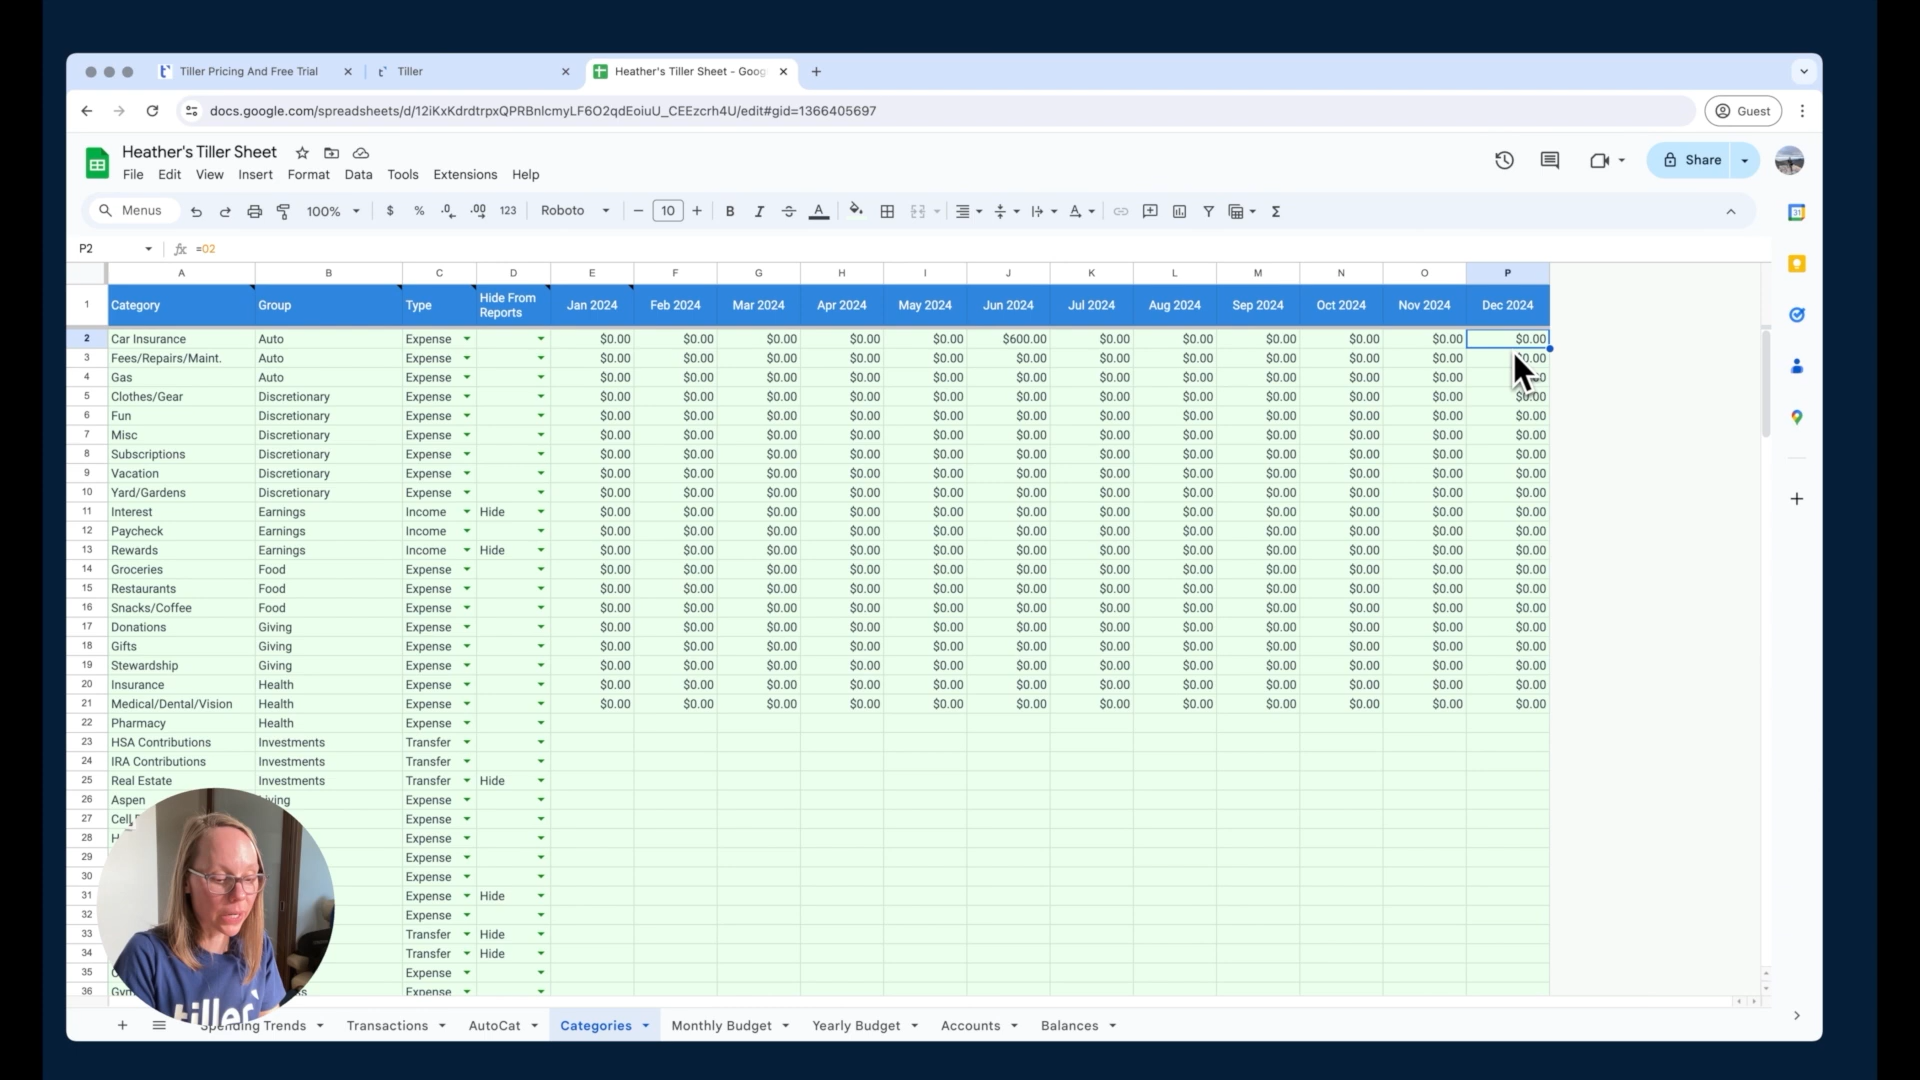 Tiller Pricing And Free Trial
Tiller
Heather's Tiller Sheet - Goog
docs.google.com/spreadsheets/d/12iKxKdrdtrpxQPRBnlcmyLF6O2qdEoiuU_CEEzcrh4U/edit#gid=1366405697
Guest
Heather's Tiller Sheet
File Edit View Insert Format Data Tools Extensions Help
Share
Menus 100% $ % .0 .00 123 Roboto 10 B I A
P2 fx =O2
A B C D E F G H I J K L M N O P
1 Category Group Type Hide From Reports Jan 2024 Feb 2024 Mar 2024 Apr 2024 May 2024 Jun 2024 Jul 2024 Aug 2024 Sep 2024 Oct 2024 Nov 2024 Dec 2024
2 Car Insurance Auto Expense $0.00 $0.00 $0.00 $0.00 $0.00 $600.00 $0.00 $0.00 $0.00 $0.00 $0.00 $0.00
3 Fees/Repairs/Maint. Auto Expense $0.00 $0.00 $0.00 $0.00 $0.00 $0.00 $0.00 $0.00 $0.00 $0.00 $0.00 $0.00
4 Gas Auto Expense $0.00 $0.00 $0.00 $0.00 $0.00 $0.00 $0.00 $0.00 $0.00 $0.00 $0.00
5 Clothes/Gear Discretionary Expense $0.00 $0.00 $0.00 $0.00 $0.00 $0.00 $0.00 $0.00 $0.00 $0.00 $0.00 $0.00
6 Fun Discretionary Expense $0.00 $0.00 $0.00 $0.00 $0.00 $0.00 $0.00 $0.00 $0.00 $0.00 $0.00 $0.00
7 Misc Discretionary Expense $0.00 $0.00 $0.00 $0.00 $0.00 $0.00 $0.00 $0.00 $0.00 $0.00 $0.00 $0.00
8 Subscriptions Discretionary Expense $0.00 $0.00 $0.00 $0.00 $0.00 $0.00 $0.00 $0.00 $0.00 $0.00 $0.00 $0.00
9 Vacation Discretionary Expense $0.00 $0.00 $0.00 $0.00 $0.00 $0.00 $0.00 $0.00 $0.00 $0.00 $0.00 $0.00
10 Yard/Gardens Discretionary Expense $0.00 $0.00 $0.00 $0.00 $0.00 $0.00 $0.00 $0.00 $0.00 $0.00 $0.00 $0.00
11 Interest Earnings Income Hide $0.00 $0.00 $0.00 $0.00 $0.00 $0.00 $0.00 $0.00 $0.00 $0.00 $0.00 $0.00
12 Paycheck Earnings Income $0.00 $0.00 $0.00 $0.00 $0.00 $0.00 $0.00 $0.00 $0.00 $0.00 $0.00 $0.00
13 Rewards Earnings Income Hide $0.00 $0.00 $0.00 $0.00 $0.00 $0.00 $0.00 $0.00 $0.00 $0.00 $0.00 $0.00
14 Groceries Food Expense $0.00 $0.00 $0.00 $0.00 $0.00 $0.00 $0.00 $0.00 $0.00 $0.00 $0.00 $0.00
15 Restaurants Food Expense $0.00 $0.00 $0.00 $0.00 $0.00 $0.00 $0.00 $0.00 $0.00 $0.00 $0.00 $0.00
16 Snacks/Coffee Food Expense $0.00 $0.00 $0.00 $0.00 $0.00 $0.00 $0.00 $0.00 $0.00 $0.00 $0.00 $0.00
17 Donations Giving Expense $0.00 $0.00 $0.00 $0.00 $0.00 $0.00 $0.00 $0.00 $0.00 $0.00 $0.00 $0.00
18 Gifts Giving Expense $0.00 $0.00 $0.00 $0.00 $0.00 $0.00 $0.00 $0.00 $0.00 $0.00 $0.00 $0.00
19 Stewardship Giving Expense $0.00 $0.00 $0.00 $0.00 $0.00 $0.00 $0.00 $0.00 $0.00 $0.00 $0.00 $0.00
20 Insurance Health Expense $0.00 $0.00 $0.00 $0.00 $0.00 $0.00 $0.00 $0.00 $0.00 $0.00 $0.00 $0.00
21 Medical/Dental/Vision Health Expense $0.00 $0.00 $0.00 $0.00 $0.00 $0.00 $0.00 $0.00 $0.00 $0.00 $0.00 $0.00
22 Pharmacy Health Expense
23 HSA Contributions Investments Transfer
24 IRA Contributions Investments Transfer
25 Real Estate Investments Transfer Hide
26 Aspen Living Expense
27 Cell Expense
28 Expense
29 Expense
30 Expense
31 Expense Hide
32 Expense
33 Transfer Hide
34 Transfer Hide
35 Expense
36 Expense
tiller
Spending Trends Transactions AutoCat Categories Monthly Budget Yearly Budget Accounts Balances